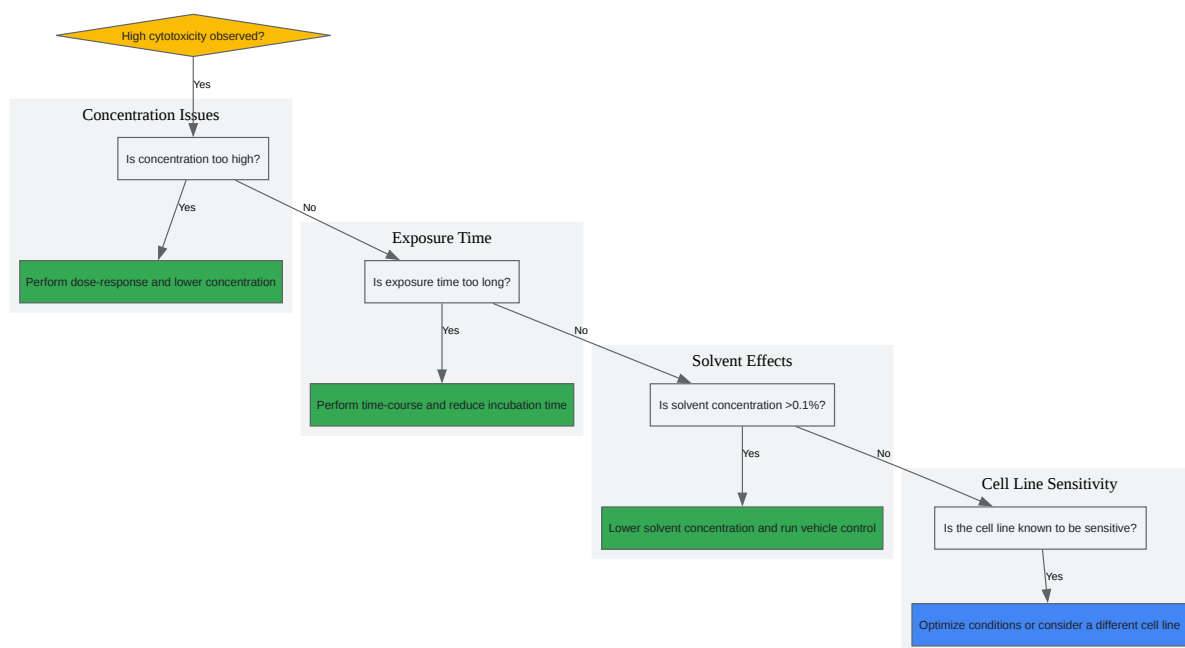 High cytotoxicity observed?
Yes
Concentration Issues
Is concentration too high?
Yes
No
Perform dose-response and lower concentration
Exposure Time
Is exposure time too long?
Yes
No
Perform time-course and reduce incubation time
Solvent Effects
Is solvent concentration >0.1%?
Yes
No
Lower solvent concentration and run vehicle control
Cell Line Sensitivity
Is the cell line known to be sensitive?
Yes
Optimize conditions or consider a different cell line